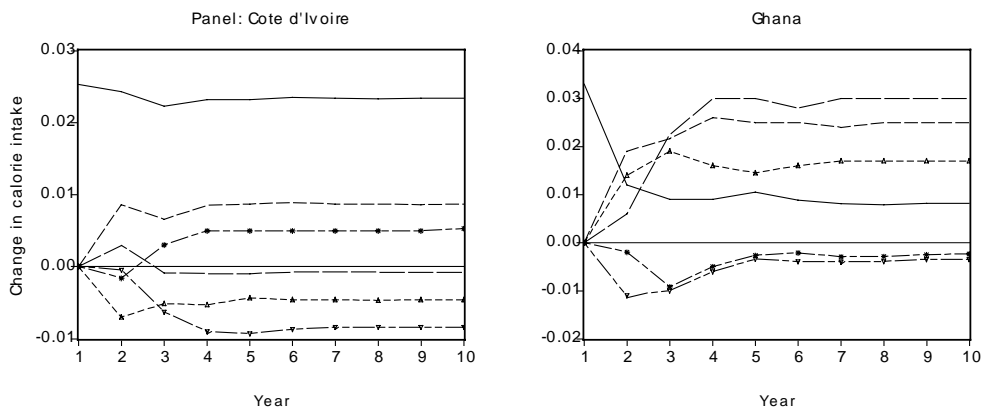 Panel: Cote d'Ivoire
Change in calorie intake
0.03
0.02
0.01
0.00
-0.01
1 2 3 4 5 6 7 8 9 10
Year
Ghana
0.04
0.03
0.02
0.01
0.00
-0.01
-0.02
1 2 3 4 5 6 7 8 9 10
Year